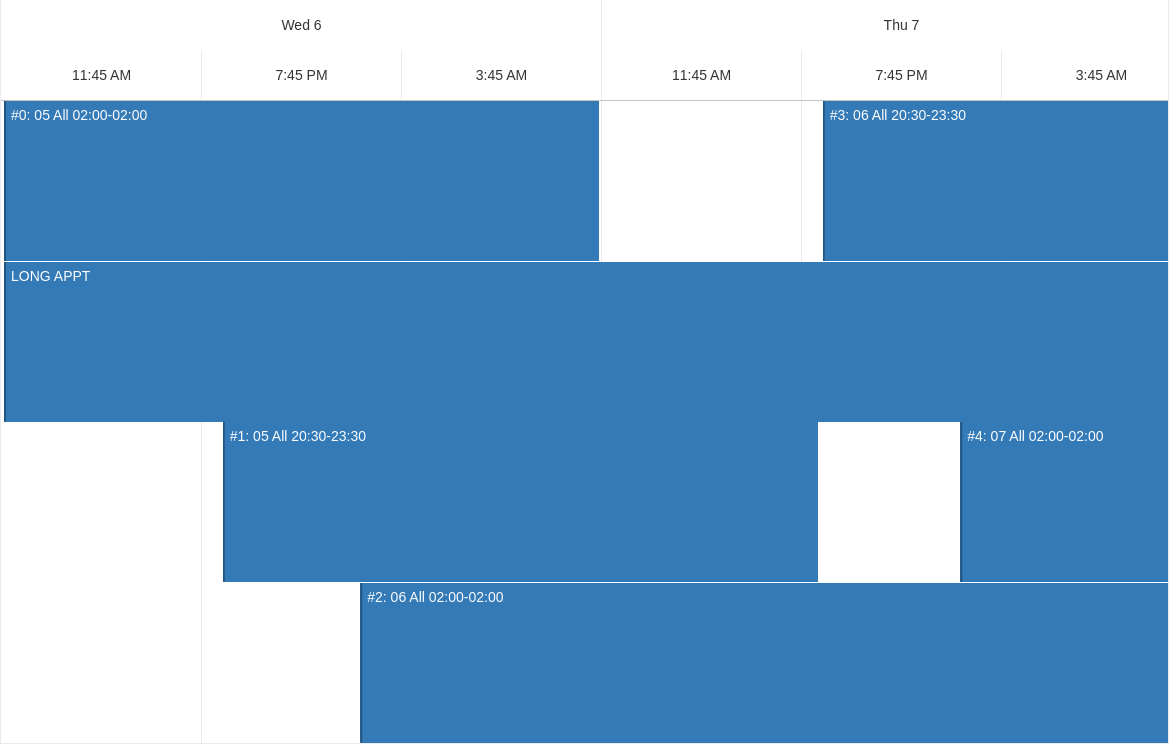 Wed 6
Thu 7
11:45 AM
7:45 PM
3:45 AM
11:45 AM
7:45 PM
3:45 AM
#0: 05 All 02:00-02:00
#3: 06 All 20:30-23:30
LONG APPT
#1: 05 All 20:30-23:30
#4: 07 All 02:00-02:00
#2: 06 All 02:00-02:00